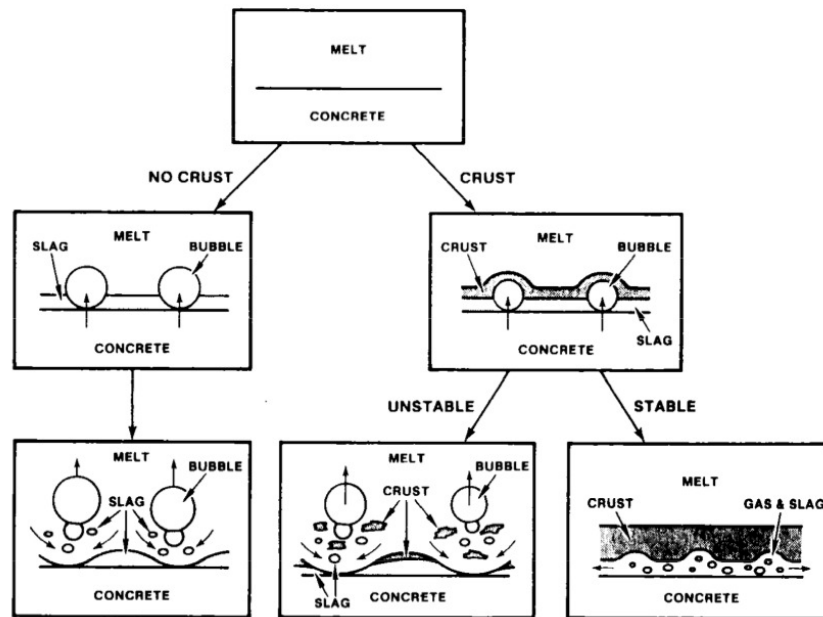 MELT
CONCRETE
NO CRUST
CRUST
MELT
SLAG
BUBBLE
CONCRETE
MELT
CRUST
BUBBLE
SLAG
CONCRETE
UNSTABLE
STABLE
MELT
BUBBLE
SLAG
CONCRETE
MELT
BUBBLE
CRUST
SLAG
CONCRETE
MELT
CRUST
GAS & SLAG
CONCRETE